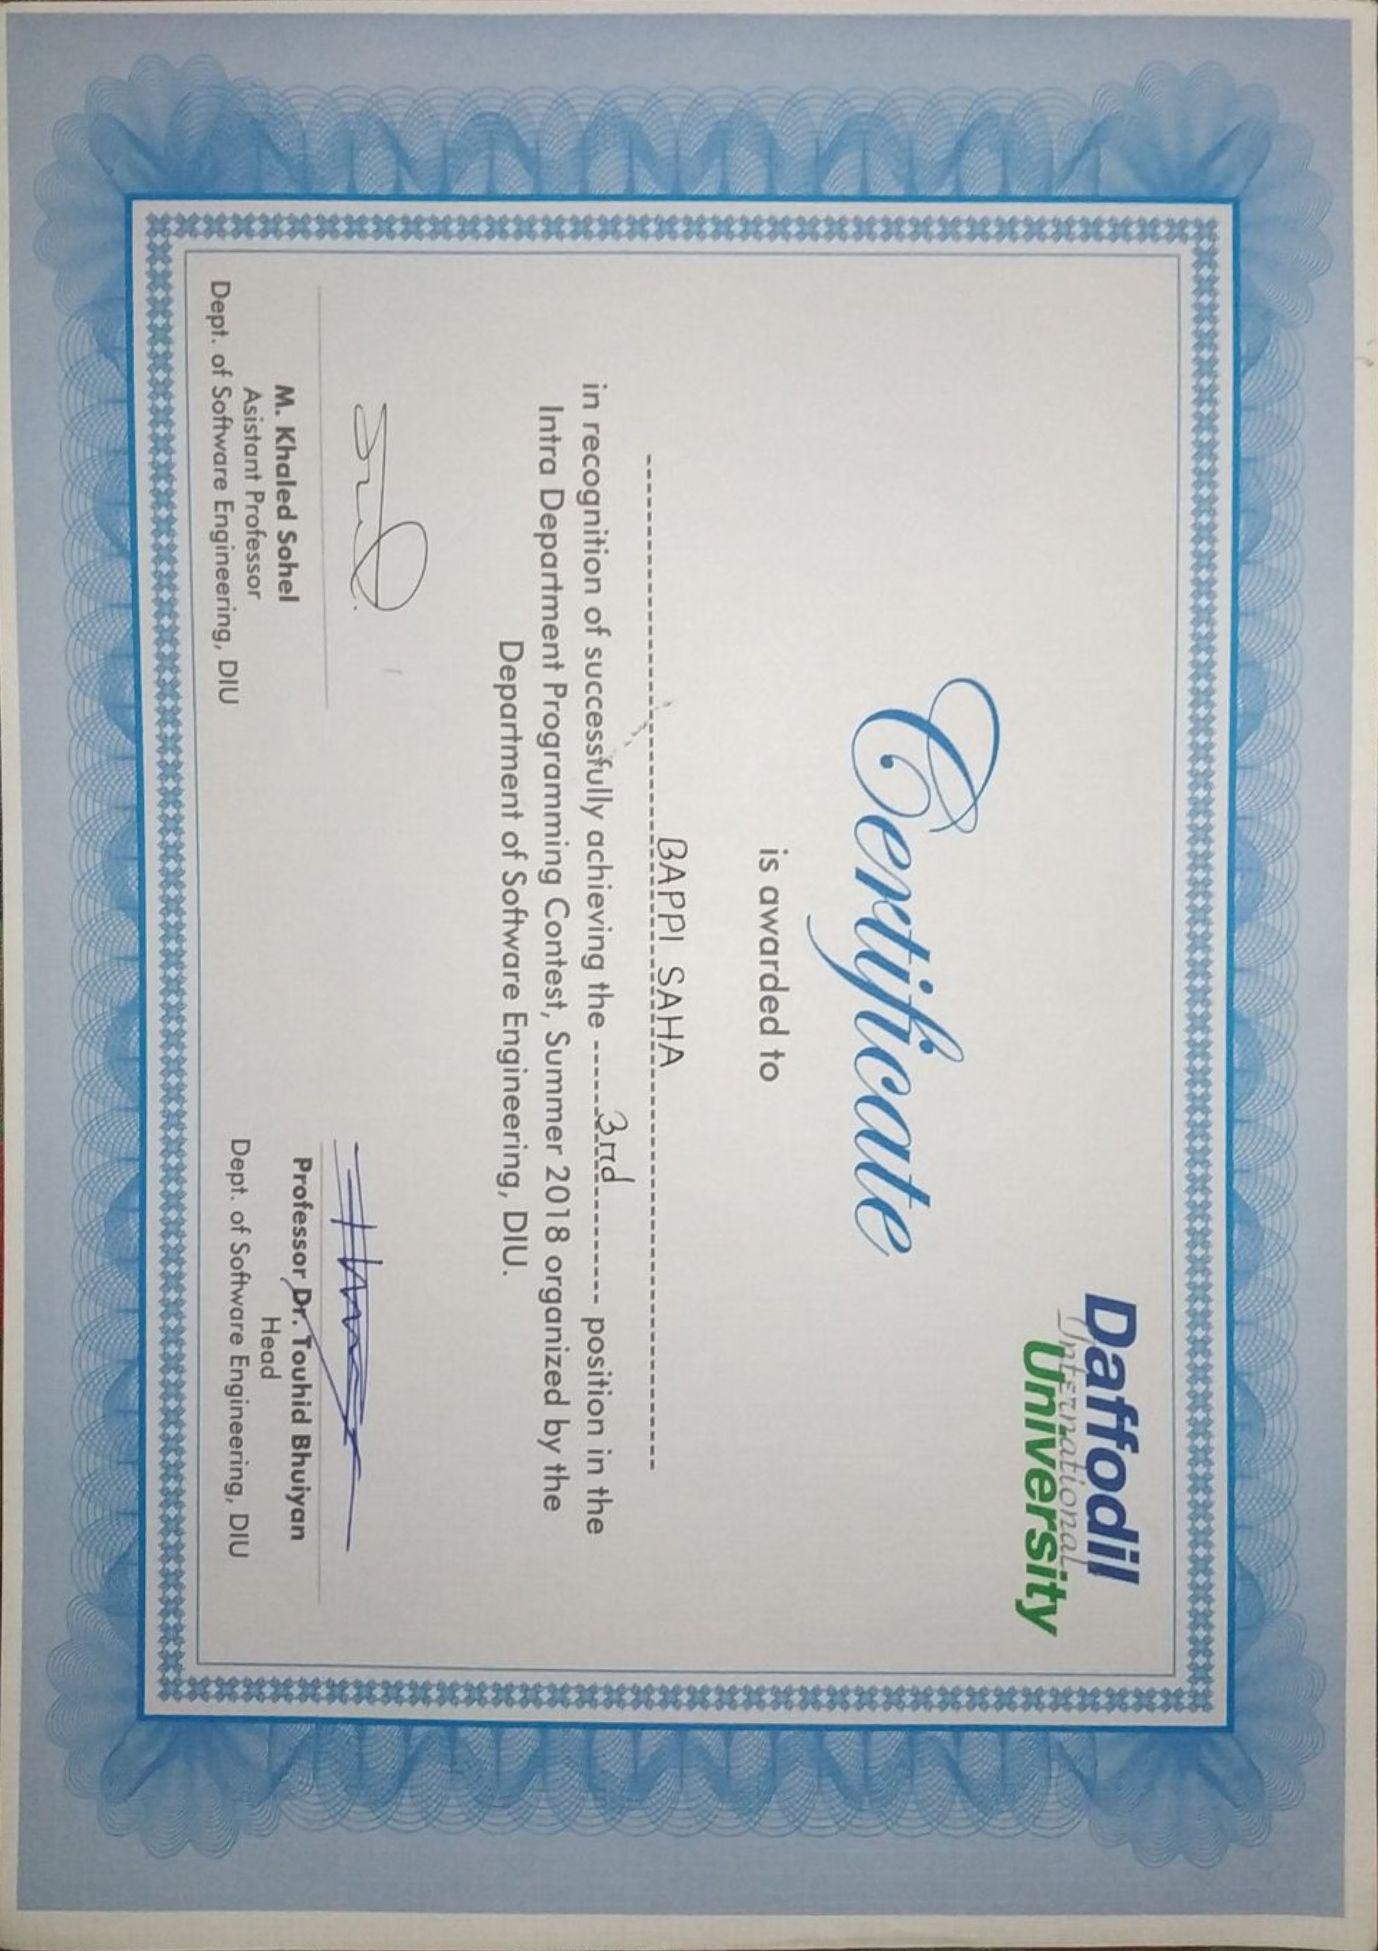 Daffodil
International
University
Certificate
is awarded to
BAPPI SAHA
in recognition of successfully achieving the 3rd position in the
Intra Department Programming Contest, Summer 2018 organized by the
Department of Software Engineering, DIU.
M. Khaled Sohel
Asistant Professor
Dept. of Software Engineering, DIU
Professor Dr. Touhid Bhuiyan
Head
Dept. of Software Engineering, DIU